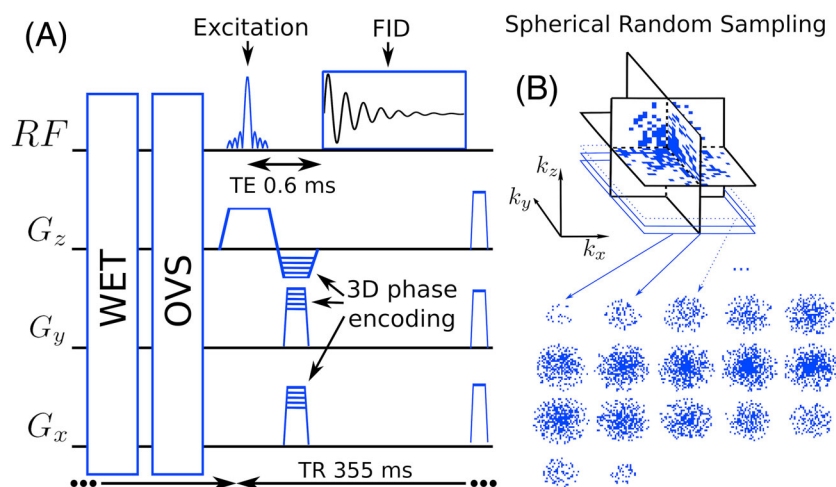 (A)
Excitation
FID
RF
TE 0.6 ms
Gz
WET
OVS
3D phase
encoding
Gy
Gx
••• TR 355 ms •••
Spherical Random Sampling
(B)
kz
ky
kx
...